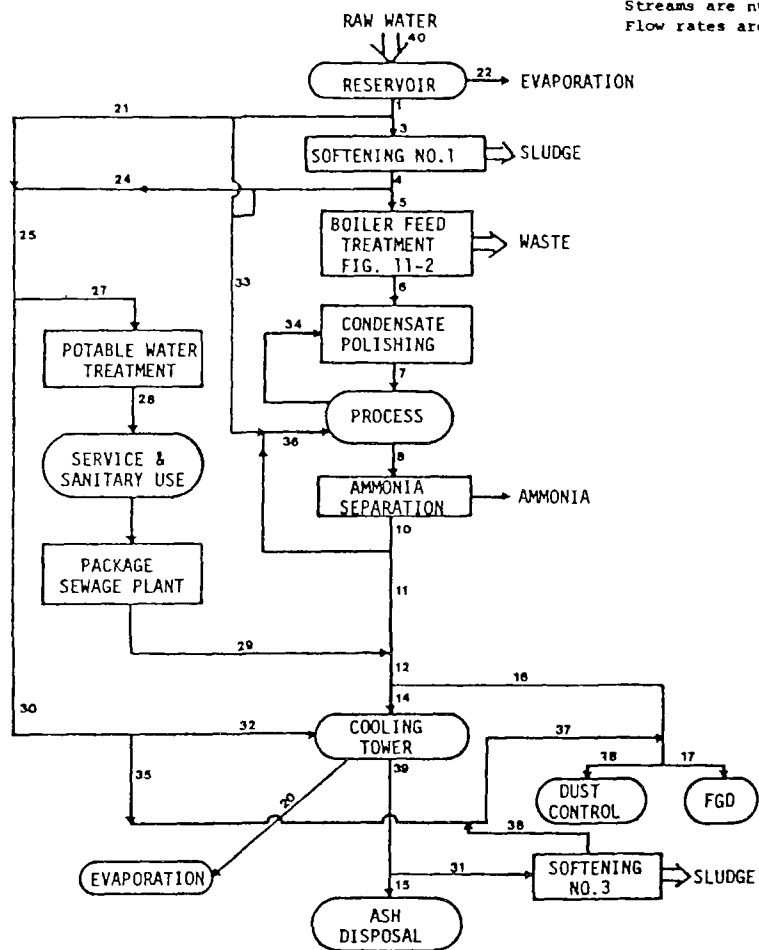 Streams are nu
Flow rates are
RAW WATER
40
RESERVOIR
22
EVAPORATION
1
21
3
SOFTENING NO.1
SLUDGE
4
24
5
25
BOILER FEED
TREATMENT
FIG. 11-2
WASTE
33
6
27
34
CONDENSATE
POLISHING
POTABLE WATER
TREATMENT
7
28
PROCESS
36
8
SERVICE &
SANITARY USE
AMMONIA
SEPARATION
AMMONIA
10
PACKAGE
SEWAGE PLANT
11
29
12
16
14
30
32
COOLING
TOWER
37
39
35
18
17
20
DUST
CONTROL
FGD
38
EVAPORATION
31
SOFTENING
NO.3
SLUDGE
15
ASH
DISPOSAL